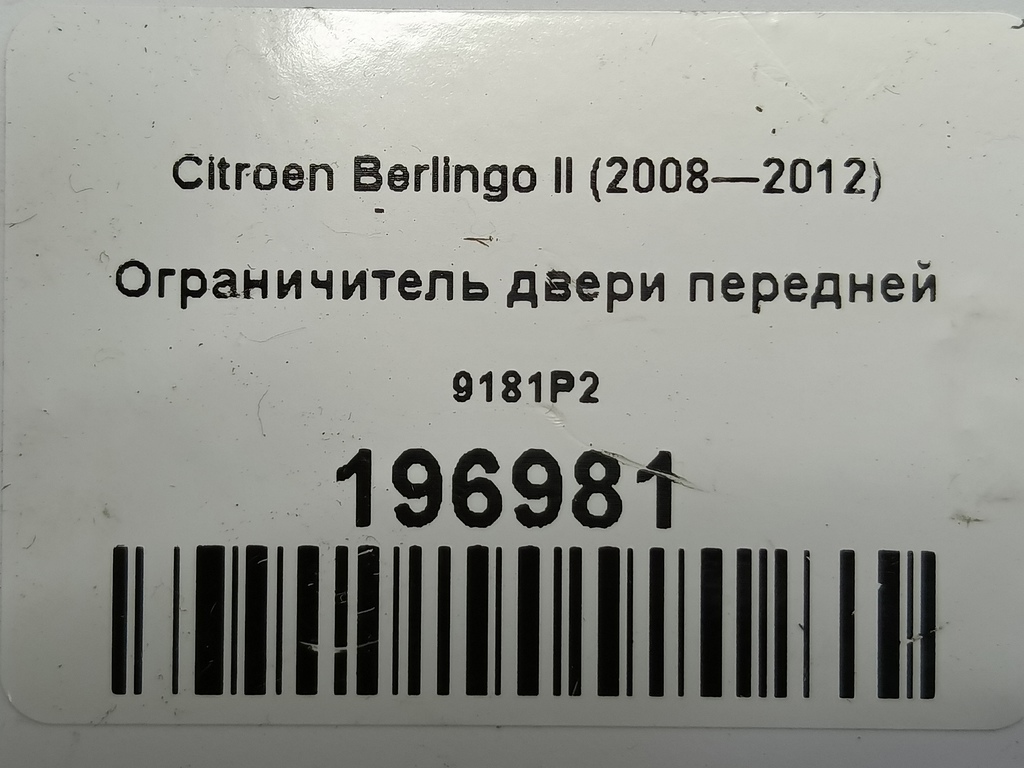 Citroen Berlingo II (2008—2012)
Ограничитель двери передней
9181P2
196981